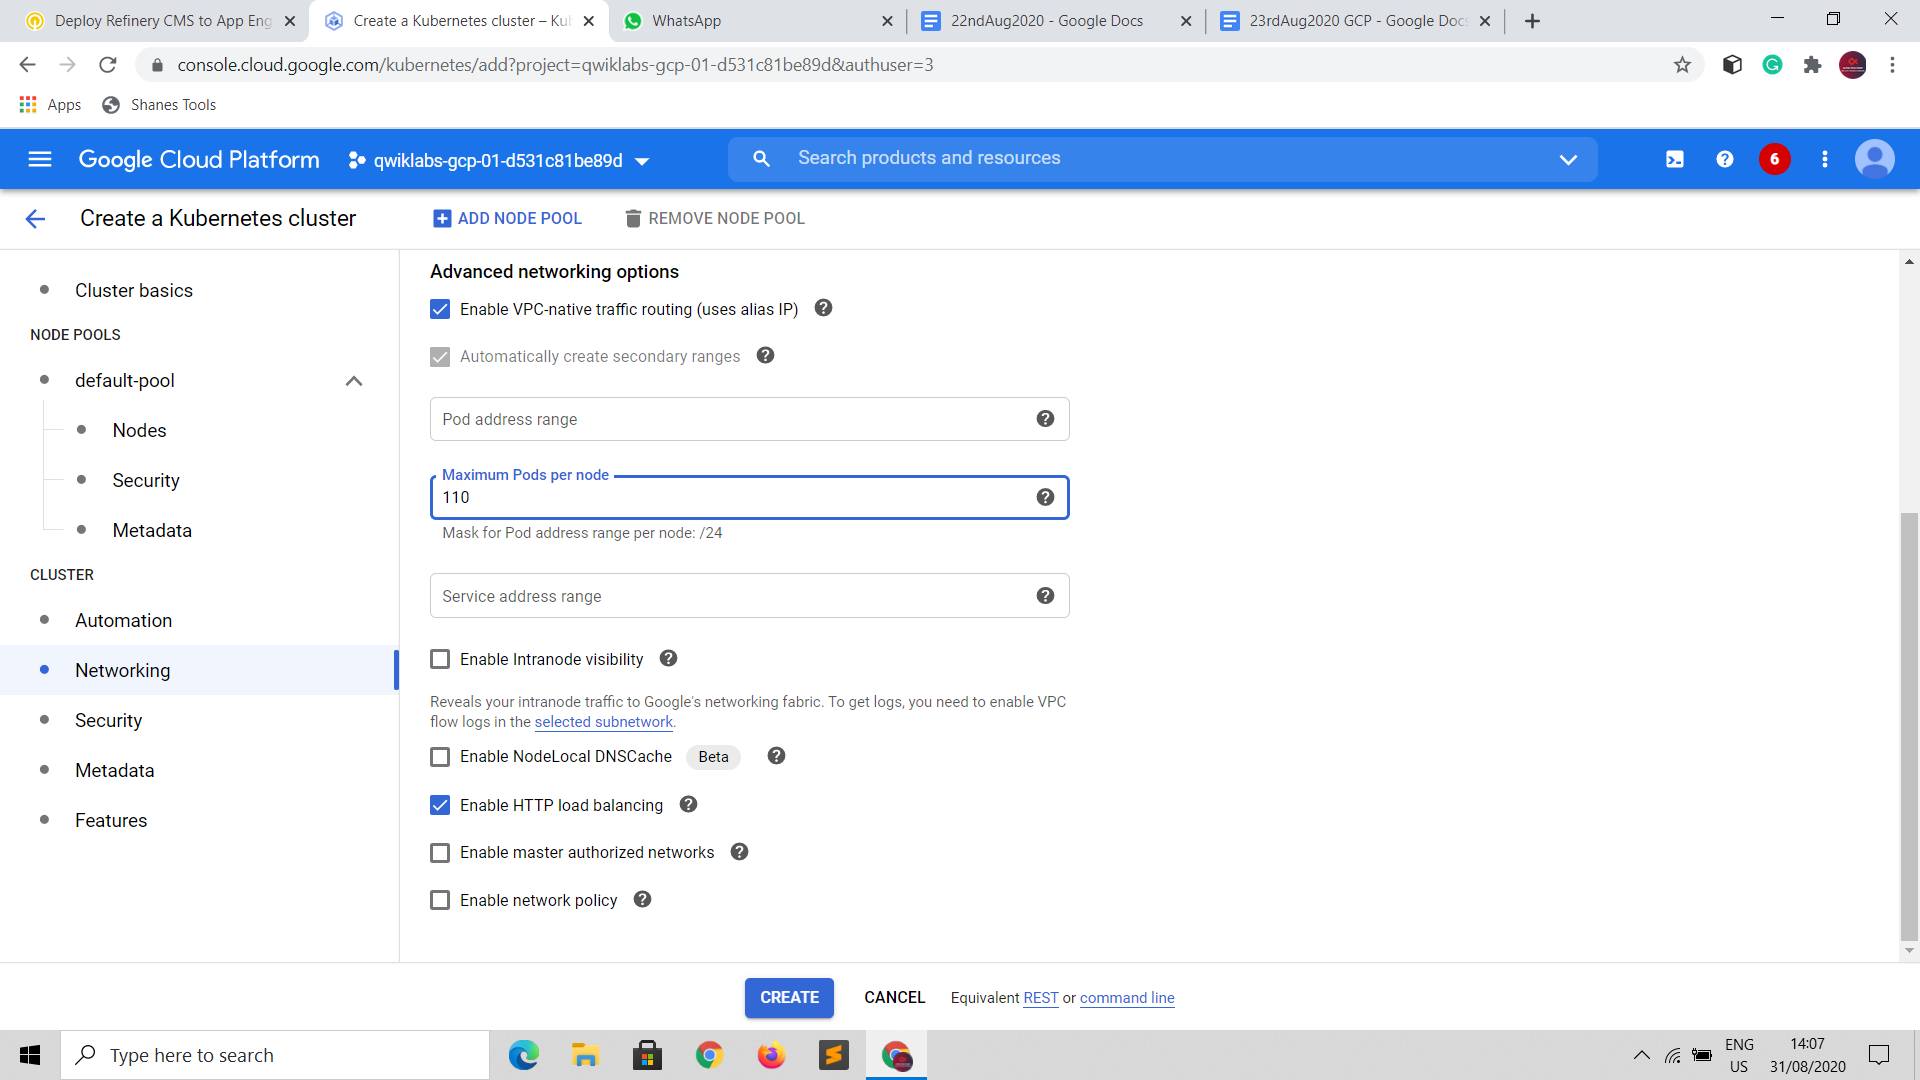 Deploy Refinery CMS to App Eng
Create a Kubernetes cluster – Kub
WhatsApp
22ndAug2020 - Google Docs
23rdAug2020 GCP - Google Docs
console.cloud.google.com/kubernetes/add?project=qwiklabs-gcp-01-d531c81be89d&authuser=3
Apps
Shanes Tools
Google Cloud Platform
qwiklabs-gcp-01-d531c81be89d
Search products and resources
6
Create a Kubernetes cluster
ADD NODE POOL
REMOVE NODE POOL
Cluster basics
NODE POOLS
default-pool
Nodes
Security
Metadata
CLUSTER
Automation
Networking
Security
Metadata
Features
Advanced networking options
Enable VPC-native traffic routing (uses alias IP)
Automatically create secondary ranges
Pod address range
Maximum Pods per node
110
Mask for Pod address range per node: /24
Service address range
Enable Intranode visibility
Reveals your intranode traffic to Google's networking fabric. To get logs, you need to enable VPC
flow logs in the selected subnetwork.
Enable NodeLocal DNSCache Beta
Enable HTTP load balancing
Enable master authorized networks
Enable network policy
CREATE
CANCEL
Equivalent REST or command line
Type here to search
ENG
US
14:07
31/08/2020